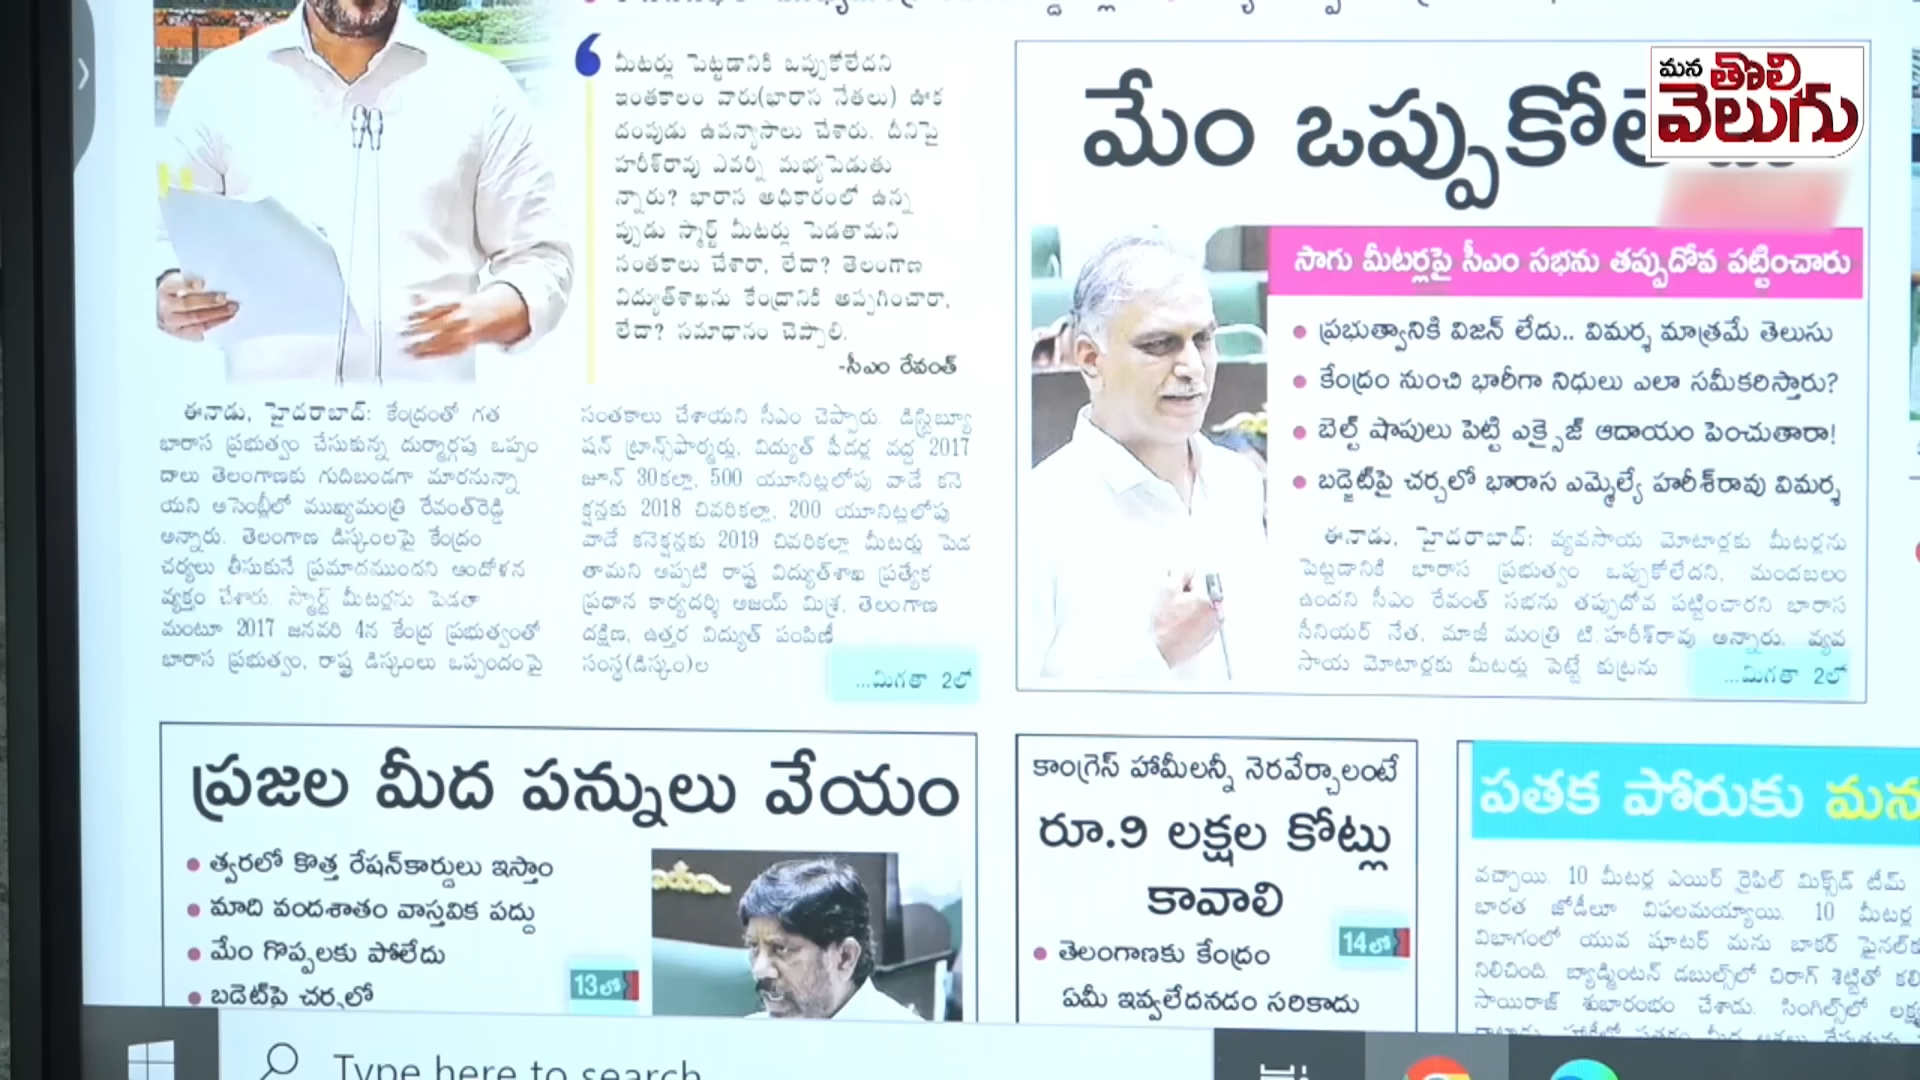 మన
తొలి
వెలుగు
మీటర్లు పెట్టడానికి ఒప్పుకోలేదని
ఇంతకాలం వారు(భారాస నేతలు) ఊక
దంపుడు ఉపన్యాసాలు చేశారు. దీనిపై
హరీశ్‌రావు ఎవర్ని మభ్యపెడుతు
న్నారు? భారాస అధికారంలో ఉన్న
ప్పుడు స్మార్ట్ మీటర్లు పెడతామని
సంతకాలు చేశారా, లేదా? తెలంగాణ
విద్యుత్‌శాఖను కేంద్రానికి అప్పగించారా,
లేదా? సమాధానం చెప్పాలి.
-సీఎం రేవంత్
ఈనాడు, హైదరాబాద్: కేంద్రంతో గత
భారాస ప్రభుత్వం చేసుకున్న దుర్మార్గపు ఒప్పం
దాలు తెలంగాణకు గుదిబండగా మారనున్నా
యని అసెంబ్లీలో ముఖ్యమంత్రి రేవంత్‌రెడ్డి
అన్నారు. తెలంగాణ డిస్కంలపై కేంద్రం
చర్యలు తీసుకునే ప్రమాదముందని ఆందోళన
వ్యక్తం చేశారు. స్మార్ట్ మీటర్లను పెడతా
మంటూ 2017 జనవరి 4న కేంద్ర ప్రభుత్వంతో
భారాస ప్రభుత్వం, రాష్ట్ర డిస్కంలు ఒప్పందంపై
సంతకాలు చేశాయని సీఎం చెప్పారు. డిస్ట్రిబ్యూ
షన్ ట్రాన్స్‌ఫార్మర్లు, విద్యుత్ ఫీడర్ల వద్ద 2017
జూన్ 30కల్లా, 500 యూనిట్లలోపు వాడే కనె
క్షన్లకు 2018 చివరికల్లా, 200 యూనిట్లలోపు
వాడే కనెక్షన్లకు 2019 చివరికల్లా మీటర్లు పెడ
తామని అప్పటి రాష్ట్ర విద్యుత్‌శాఖ ప్రత్యేక
ప్రధాన కార్యదర్శి అజయ్ మిశ్ర, తెలంగాణ
దక్షిణ, ఉత్తర విద్యుత్ పంపిణీ
సంస్థ(డిస్కం)ల
...మిగతా 2లో
మేం ఒప్పుకోలే
సాగు మీటర్లపై సీఎం సభను తప్పుదోవ పట్టించారు
• ప్రభుత్వానికి విజన్ లేదు.. విమర్శ మాత్రమే తెలుసు
• కేంద్రం నుంచి భారీగా నిధులు ఎలా సమీకరిస్తారు?
• బెల్ట్ షాపులు పెట్టి ఎక్సైజ్ ఆదాయం పెంచుతారా!
• బడ్జెట్‌పై చర్చలో భారాస ఎమ్మెల్యే హరీశ్‌రావు విమర్శ
ఈనాడు, హైదరాబాద్: వ్యవసాయ మోటార్లకు మీటర్లను
పెట్టడానికి భారాస ప్రభుత్వం ఒప్పుకోలేదని, మందబలం
ఉందని సీఎం రేవంత్ సభను తప్పుదోవ పట్టించారని భారాస
సీనియర్ నేత, మాజీ మంత్రి టి.హరీశ్‌రావు అన్నారు. వ్యవ
సాయ మోటార్లకు మీటర్లు పెట్టే కుట్రను
...మిగతా 2లో
ప్రజల మీద పన్నులు వేయం
• త్వరలో కొత్త రేషన్‌కార్డులు ఇస్తాం
• మాది వందశాతం వాస్తవిక పద్దు
• మేం గొప్పలకు పోలేదు
• బడ్జెట్‌పై చర్చలో
13లో
కాంగ్రెస్ హామీలన్నీ నెరవేర్చాలంటే
రూ.9 లక్షల కోట్లు
కావాలి
• తెలంగాణకు కేంద్రం
ఏమీ ఇవ్వలేదనడం సరికాదు
14లో
పతక పోరుకు మన
వచ్చాయి. 10 మీటర్ల ఎయిర్ రైఫిల్ మిక్స్‌డ్ టీమ్
భారత జోడీలూ విఫలమయ్యాయి. 10 మీటర్ల
విభాగంలో యువ షూటర్ మను బాకర్ ఫైనల్‌క
నిలిచింది. బ్యాడ్మింటన్ డబుల్స్‌లో చిరాగ్ శెట్టితో కలి
సాయిరాజ్ శుభారంభం చేశాడు. సింగిల్స్‌లో లక్ష
Type here to search